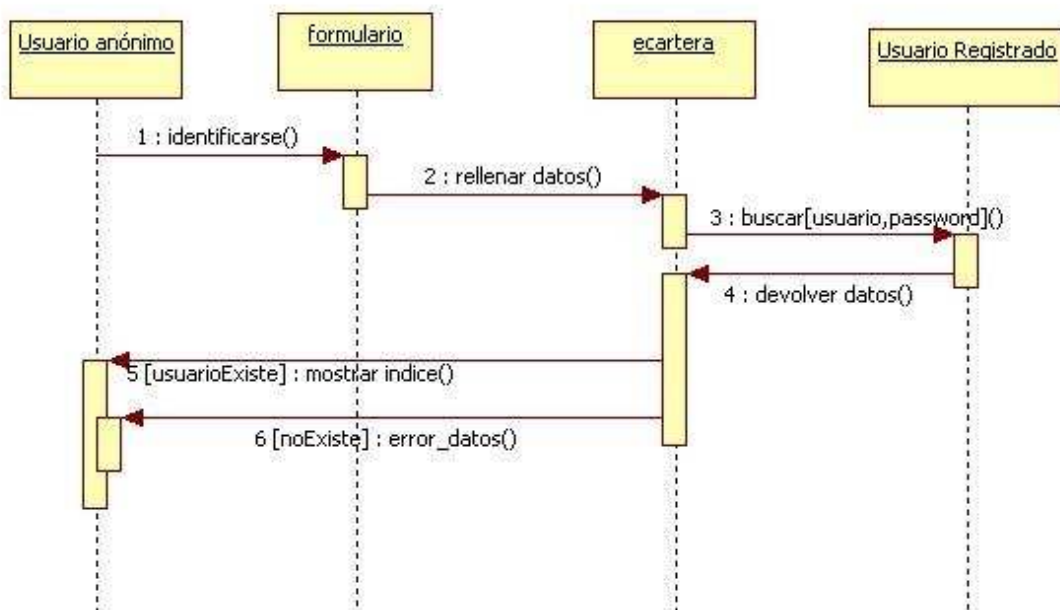 Usuario anónimo
formulario
ecartera
Usuario Registrado
1 : identificarse()
2 : rellenar datos()
3 : buscar[usuario,password]()
4 : devolver datos()
5 [usuarioExiste] : mostrar indice()
6 [noExiste] : error_datos()